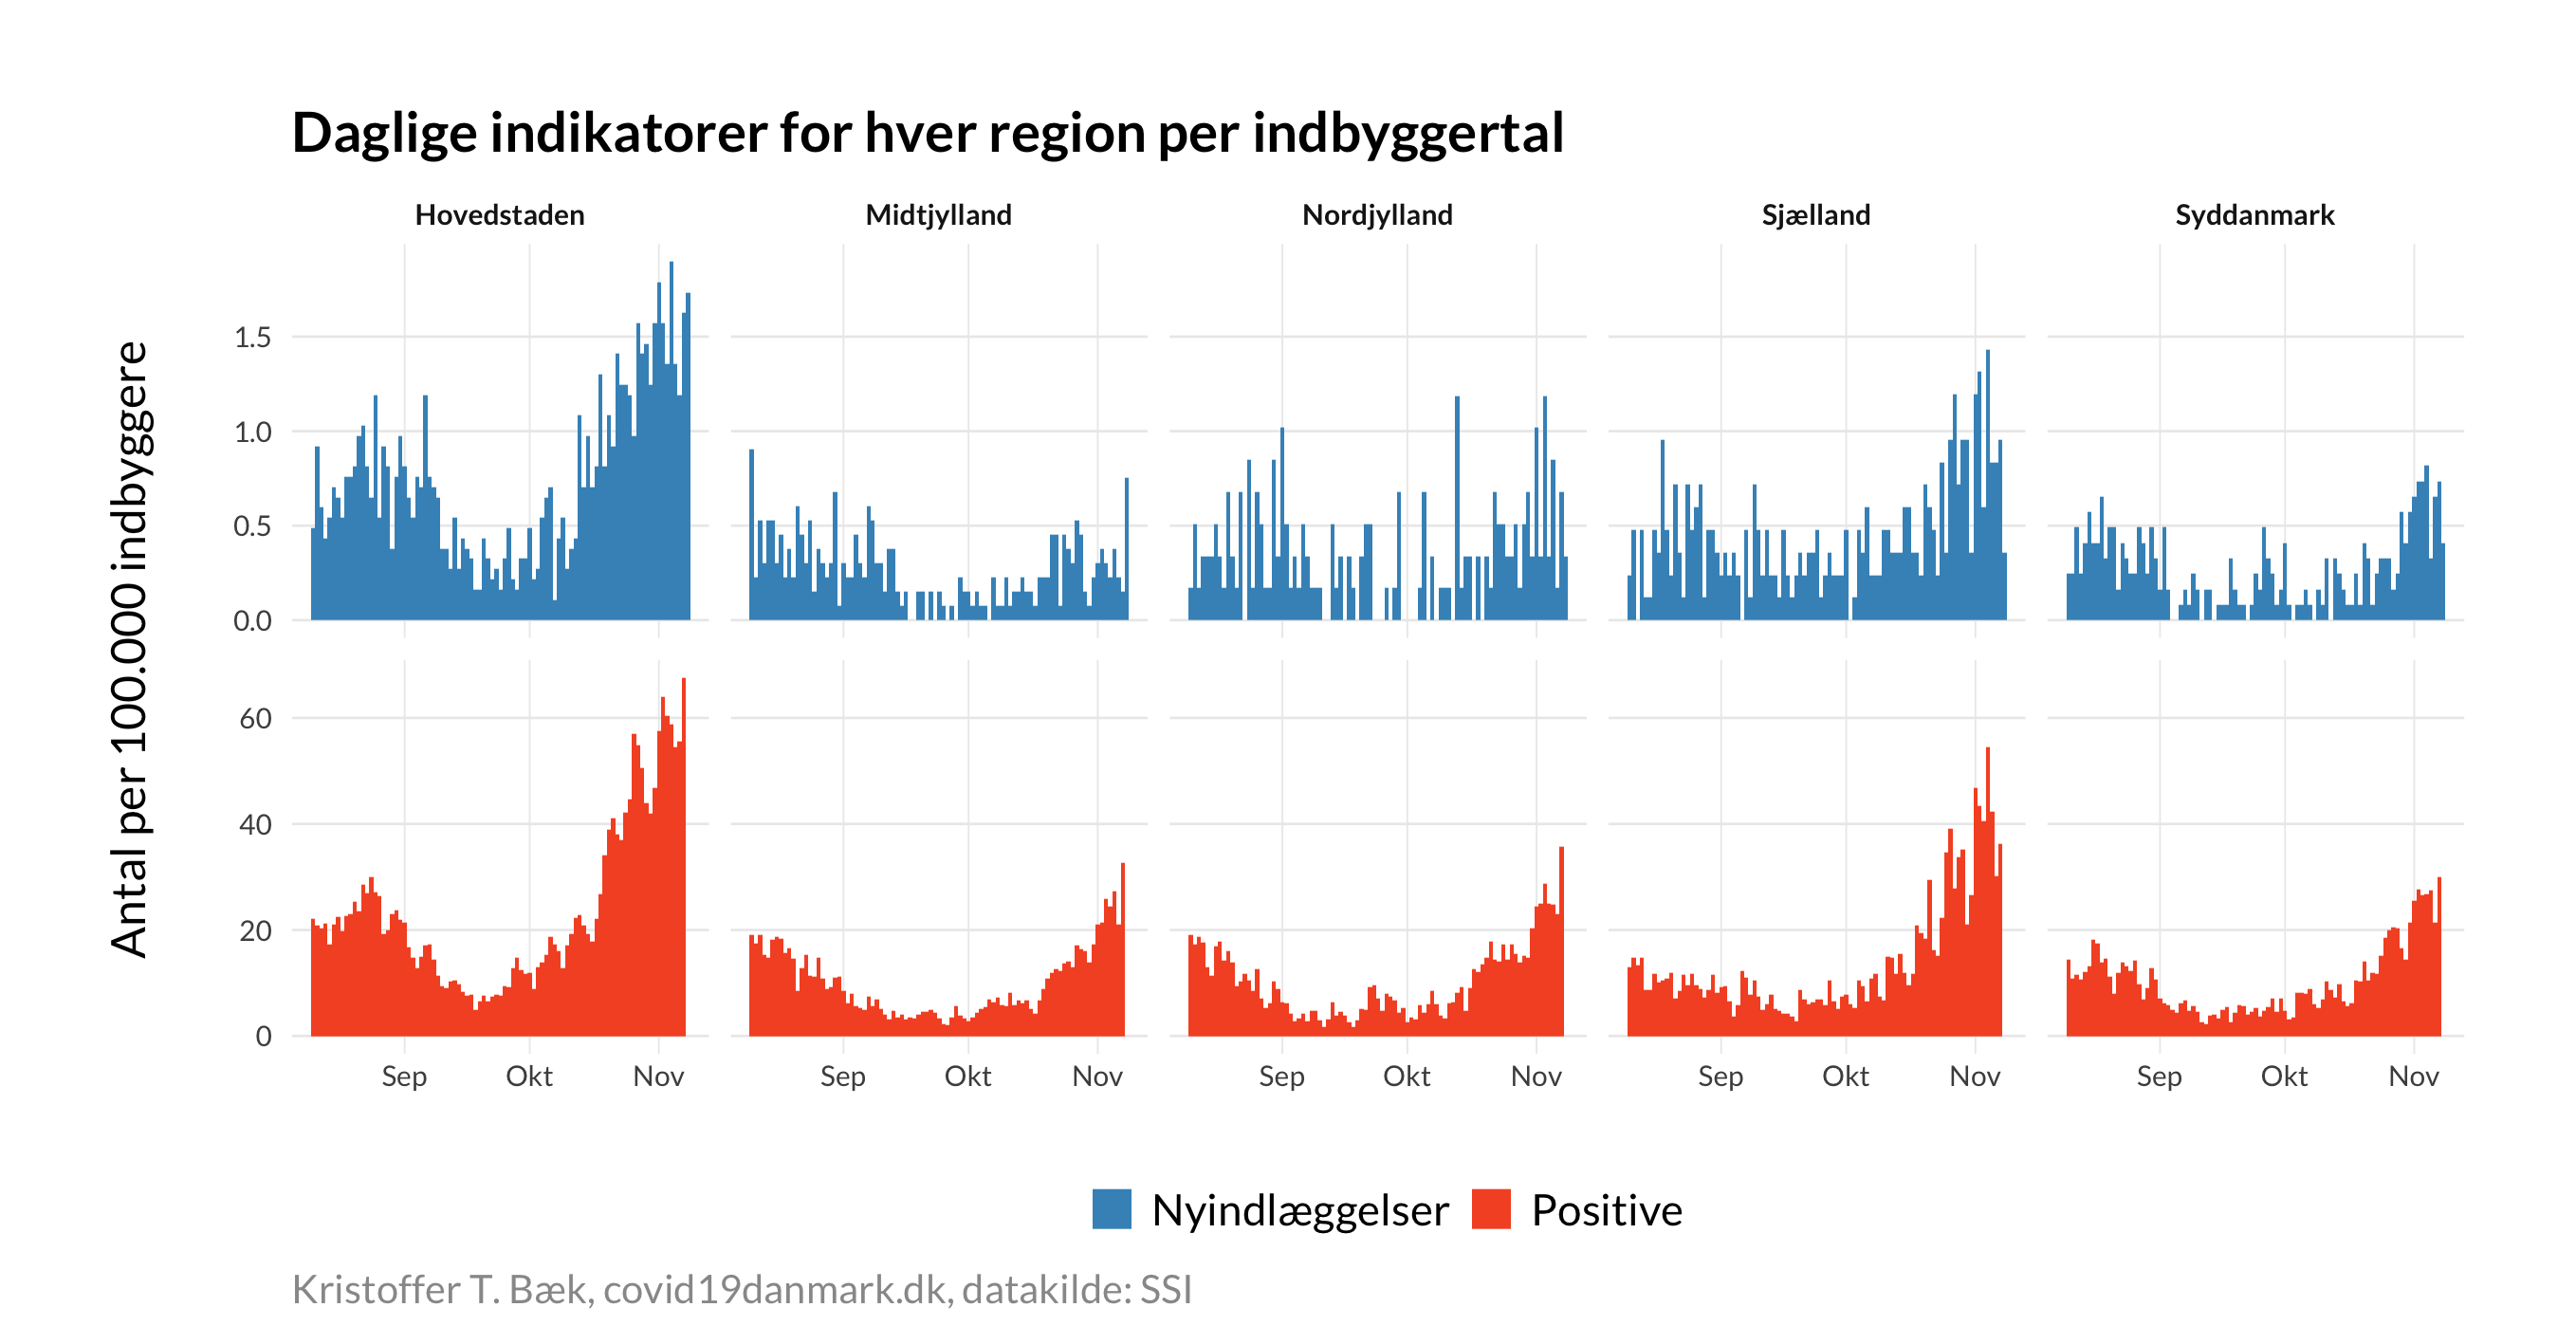 Daglige indikatorer for hver region per indbyggertal
Hovedstaden
Midtjylland
Nordjylland
Sjælland
Syddanmark
Antal per 100.000 indbyggere
1.5
1.0
0.5
0.0
60
40
20
0
Sep Okt Nov
Sep Okt Nov
Sep Okt Nov
Sep Okt Nov
Sep Okt Nov
Nyindlæggelser
Positive
Kristoffer T. Bæk, covid19danmark.dk, datakilde: SSI